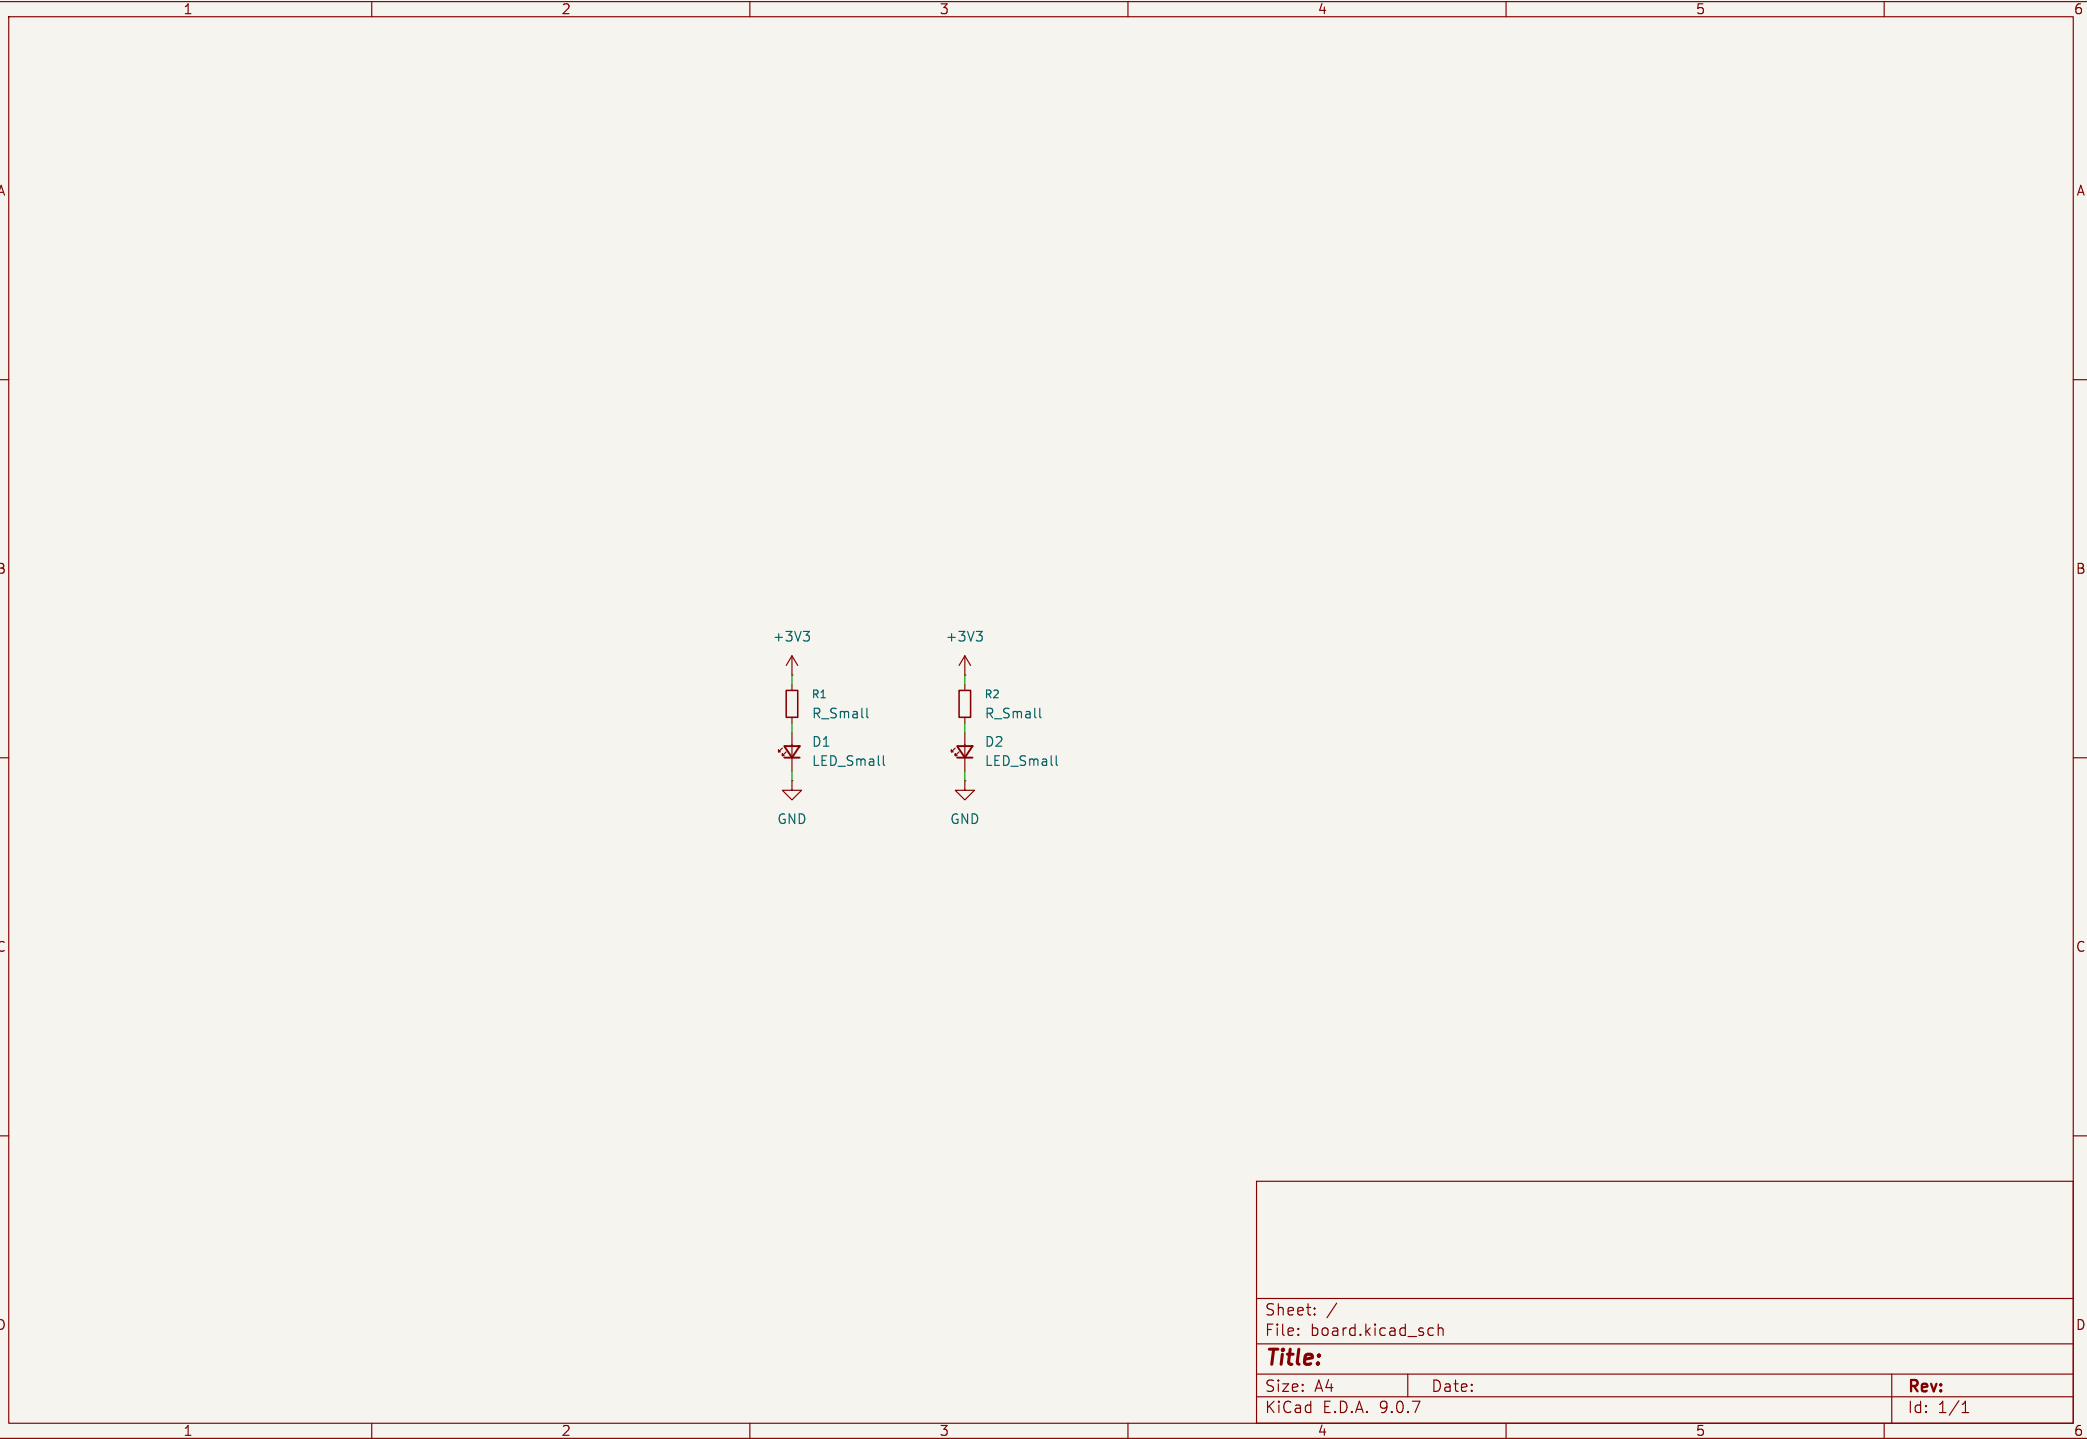 1 2 3 4 5 6
A A
B B
+3V3 +3V3
R1 R2
R_Small R_Small
D1 D2
LED_Small LED_Small
GND GND
C C
Sheet: /
File: board.kicad_sch
D D
Title:
Size: A4 Date: Rev:
KiCad E.D.A. 9.0.7 Id: 1/1
1 2 3 4 5 6